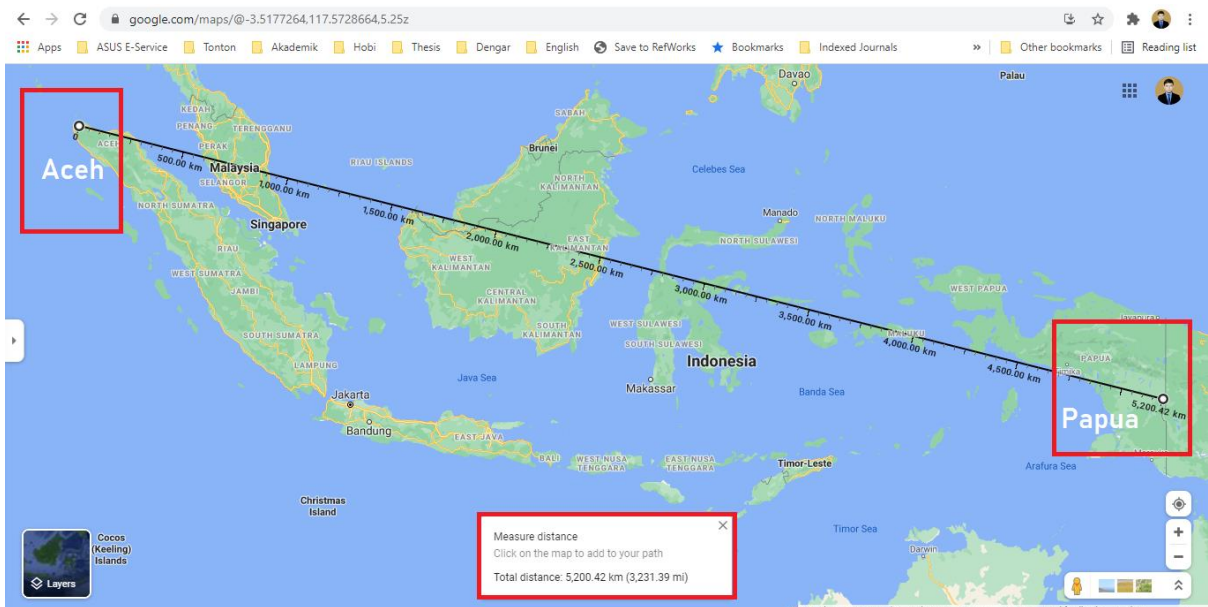 google.com/maps/@-3.5177264,117.5728664,5.25z
Apps ASUS E-Service Tonton Akademik Hobi Thesis Dengar English Save to RefWorks Bookmarks Indexed Journals » Other bookmarks Reading list
Davao
Palau
KEDAH
PENANG
TERENGGANU
SABAH
0
ACEH
PERAK
Brunei
500.00 km
Malaysia
RIAU ISLANDS
Aceh
SELANGOR
1,000.00 km
Celebes Sea
NORTH
KALIMANTAN
NORTH SUMATRA
1,500.00 km
Manado
NORTH MALUKU
Singapore
2,000.00 km
EAST
KALIMANTAN
NORTH SULAWESI
RIAU
WEST
KALIMANTAN
2,500.00 km
WEST SUMATRA
3,000.00 km
WEST PAPUA
JAMBI
CENTRAL
KALIMANTAN
3,500.00 km
Jayapura
SOUTH SUMATRA
SOUTH
KALIMANTAN
WEST SULAWESI
MALUKU
4,000.00 km
SOUTH SULAWESI
PAPUA
LAMPUNG
Indonesia
4,500.00 km
Timika
Java Sea
Makassar
Banda Sea
Jakarta
5,200.42 km
Papua
Bandung
EAST JAVA
BALI
WEST NUSA
TENGGARA
EAST NUSA
TENGGARA
Timor-Leste
Arafura Sea
Christmas
Island
Measure distance
Click on the map to add to your path
Total distance: 5,200.42 km (3,231.39 mi)
Timor Sea
Cocos
(Keeling)
Islands
Darwin
Layers